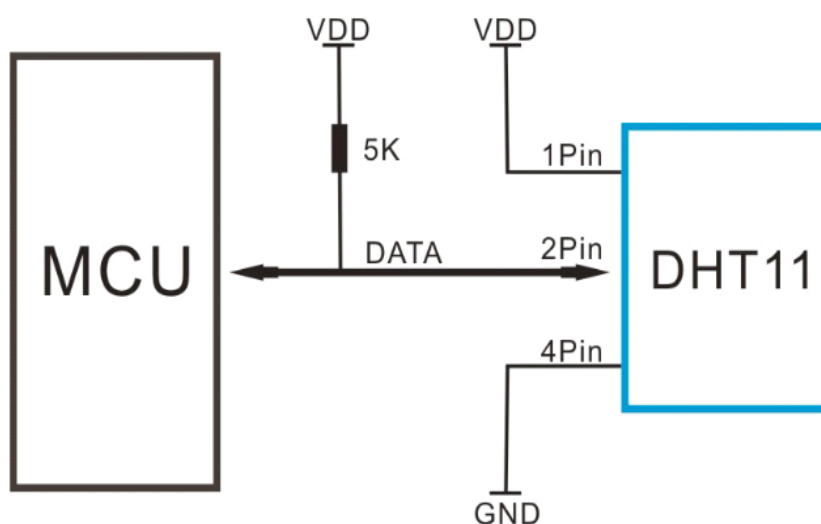 VDD
VDD
5K
1Pin
MCU
DATA
2Pin
DHT11
4Pin
GND